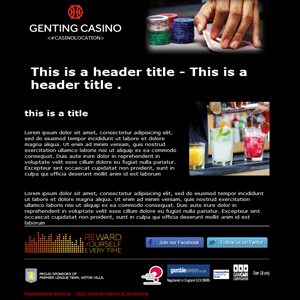 GENTING CASINO
<#CASINOLOCATION>
This is a header title - This is a
header title .
this is a title
Lorem ipsum dolor sit amet, consectetur adipisicing elit,
sed do eiusmod tempor incididunt ut labore et dolore
magna aliqua. Ut enim ad minim veniam, quis nostrud
exercitation ullamco laboris nisi ut aliquip ex ea commodo
consequat. Duis aute irure dolor in reprehenderit in
voluptate velit esse cillum dolore eu fugiat nulla pariatur.
Excepteur sint occaecat cupidatat non proident, sunt in
culpa qui officia deserunt mollit anim id est laborum
Lorem ipsum dolor sit amet, consectetur adipisicing elit, sed do eiusmod tempor
incididunt ut labore et dolore magna aliqua. Ut enim ad minim veniam, quis nostrud
exercitation ullamco laboris nisi ut aliquip ex ea commodo consequat. Duis aute irure
dolor in reprehenderit in voluptate velit esse cillum dolore eu fugiat nulla pariatur.
Excepteur sint occaecat cupidatat non proident, sunt in culpa qui officia deserunt mollit anim id est
laborum
REWARD
YOURSELF
EVERY TIME
Join our Facebook
Follow us on Twitter
PROUD SPONSORS OF
PREMIER LEAGUE TEAM, ASTON VILLA
gambleaware.co.uk
Over 18 only
Responsible Gaming
Click here for terms & conditions